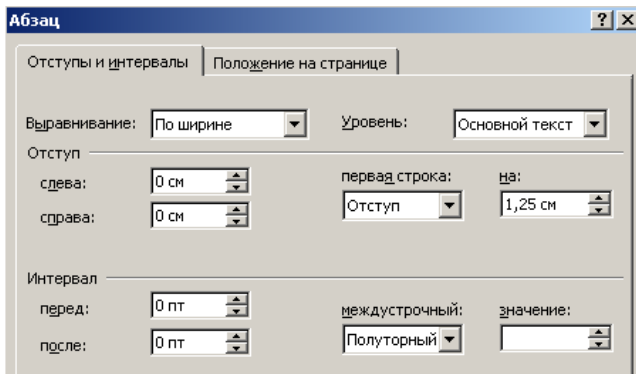 Абзац
Отступы и интервалы Положение на странице
Выравнивание: По ширине Уровень: Основной текст
Отступ
слева: 0 см первая строка: на:
справа: 0 см Отступ 1,25 см
Интервал
перед: 0 пт междустрочный: значение:
после: 0 пт Полуторный